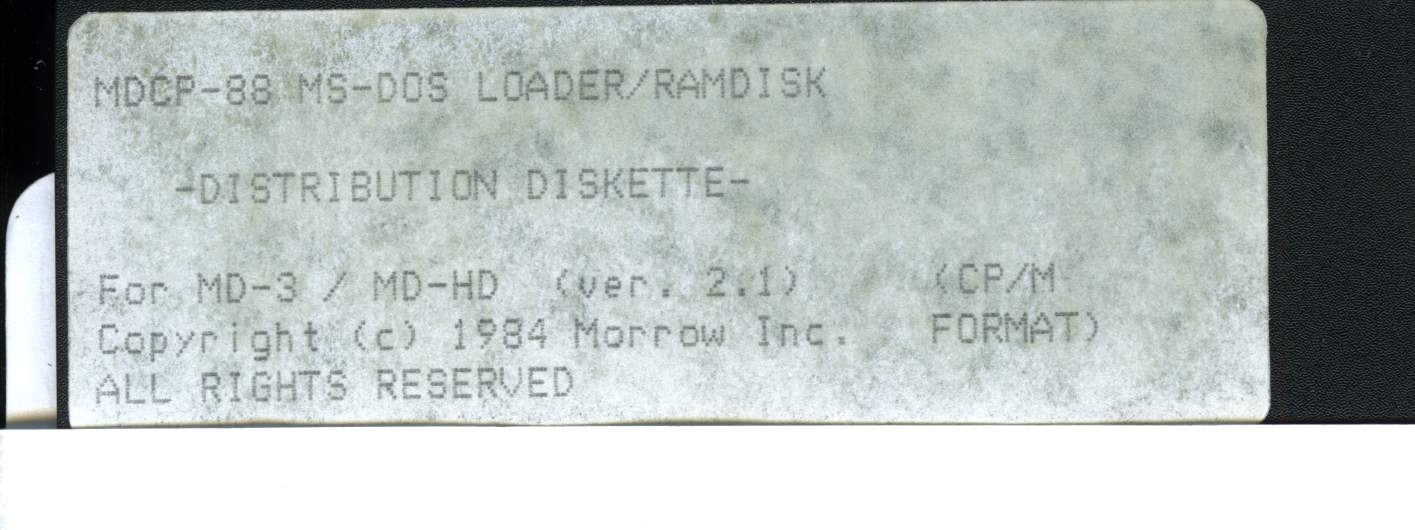 MDCP-88 MS-DOS LOADER/RAMDISK
-DISTRIBUTION DISKETTE-
For MD-3 / MD-HD (ver. 2.1) (CP/M
Copyright (c) 1984 Morrow Inc. FORMAT)
ALL RIGHTS RESERVED